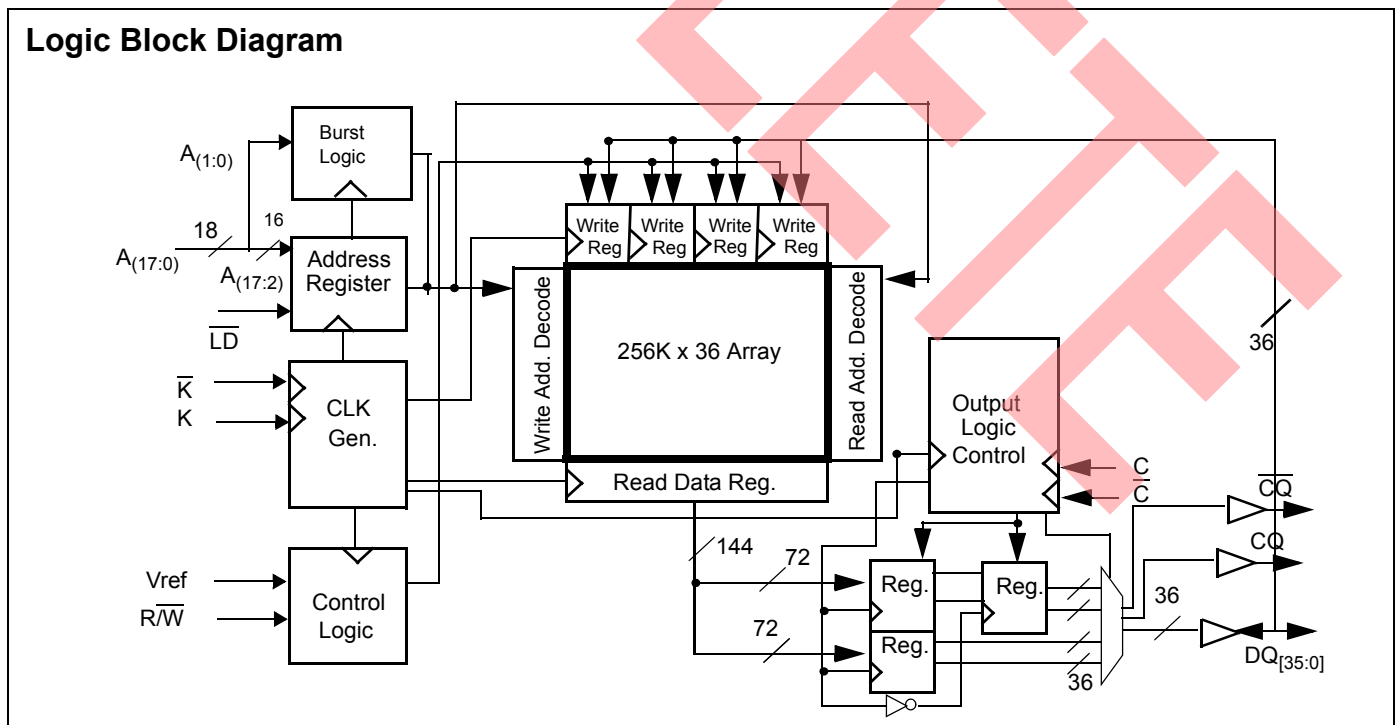 Logic Block Diagram
Burst
Logic
A(1:0)
18
16
A(17:0)
A(17:2)
Address
Register
L̅D̅
K̅
K
CLK
Gen.
Vref
R/W̅
Control
Logic
Write
Reg
Write
Reg
Write
Reg
Write
Reg
Write Add. Decode
256K x 36 Array
Read Add. Decode
Read Data Reg.
144
72
72
Output
Logic
Control
C
C̅
Reg.
Reg.
Reg.
36
36
36
C̅Q̅
CQ
DQ[35:0]